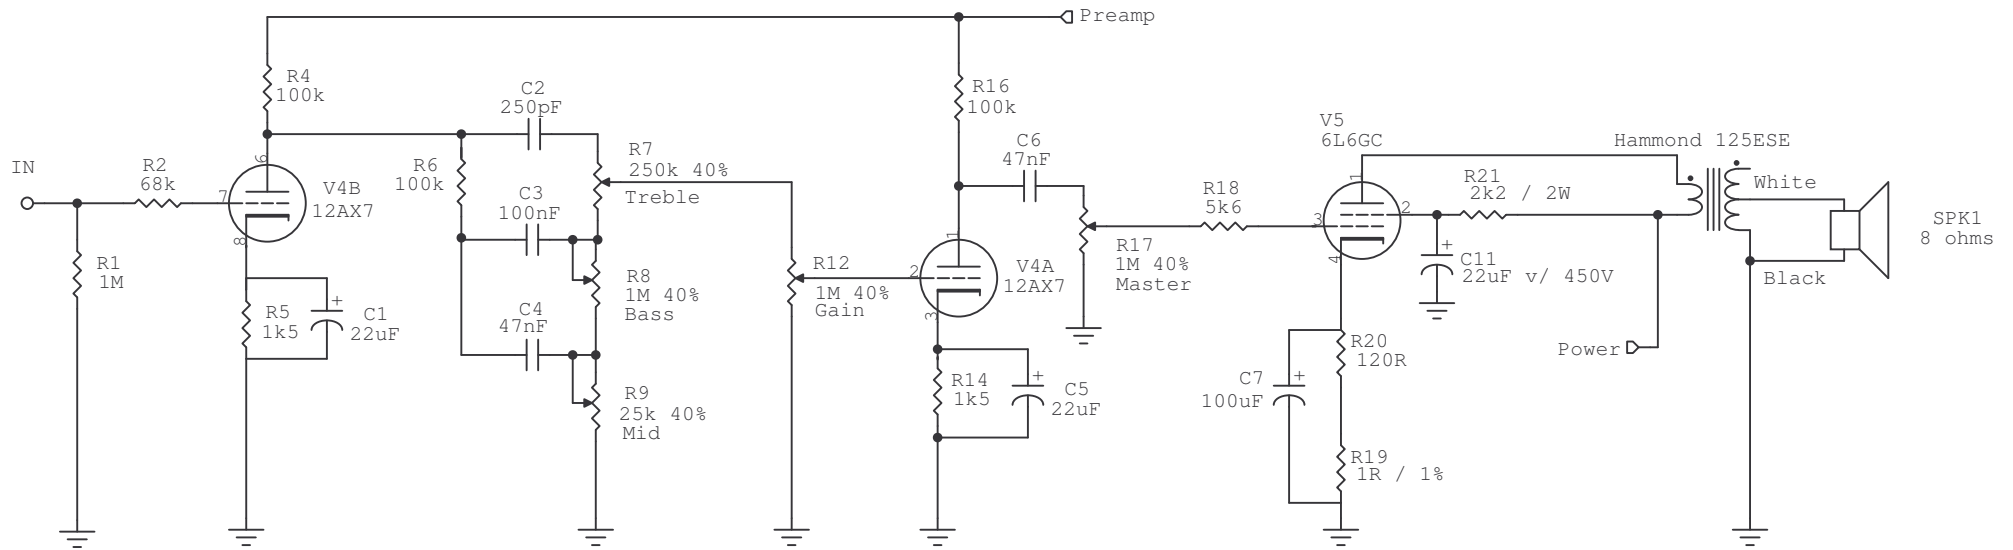 Preamp
R4
100k
C2
250pF
R16
100k
V5
6L6GC
Hammond 125ESE
IN
R2
68k
6
7
8
V4B
12AX7
R6
100k
R7
250k 40%
Treble
C3
100nF
C6
47nF
R18
5k6
1
2
3
4
R21
2k2 / 2W
White
SPK1
8 ohms
R1
1M
R5
1k5
C1
22uF
+
R8
1M 40%
Bass
C4
47nF
R12
1M 40%
Gain
1
2
3
V4A
12AX7
R17
1M 40%
Master
+
C11
22uF v/ 450V
Black
R20
120R
Power
R9
25k 40%
Mid
R14
1k5
+
C5
22uF
C7
100uF
+
R19
1R / 1%